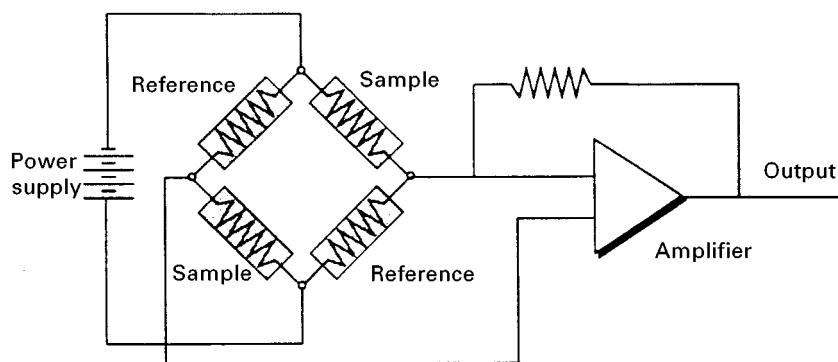 Reference
Sample
Power
supply
Output
Sample
Reference
Amplifier